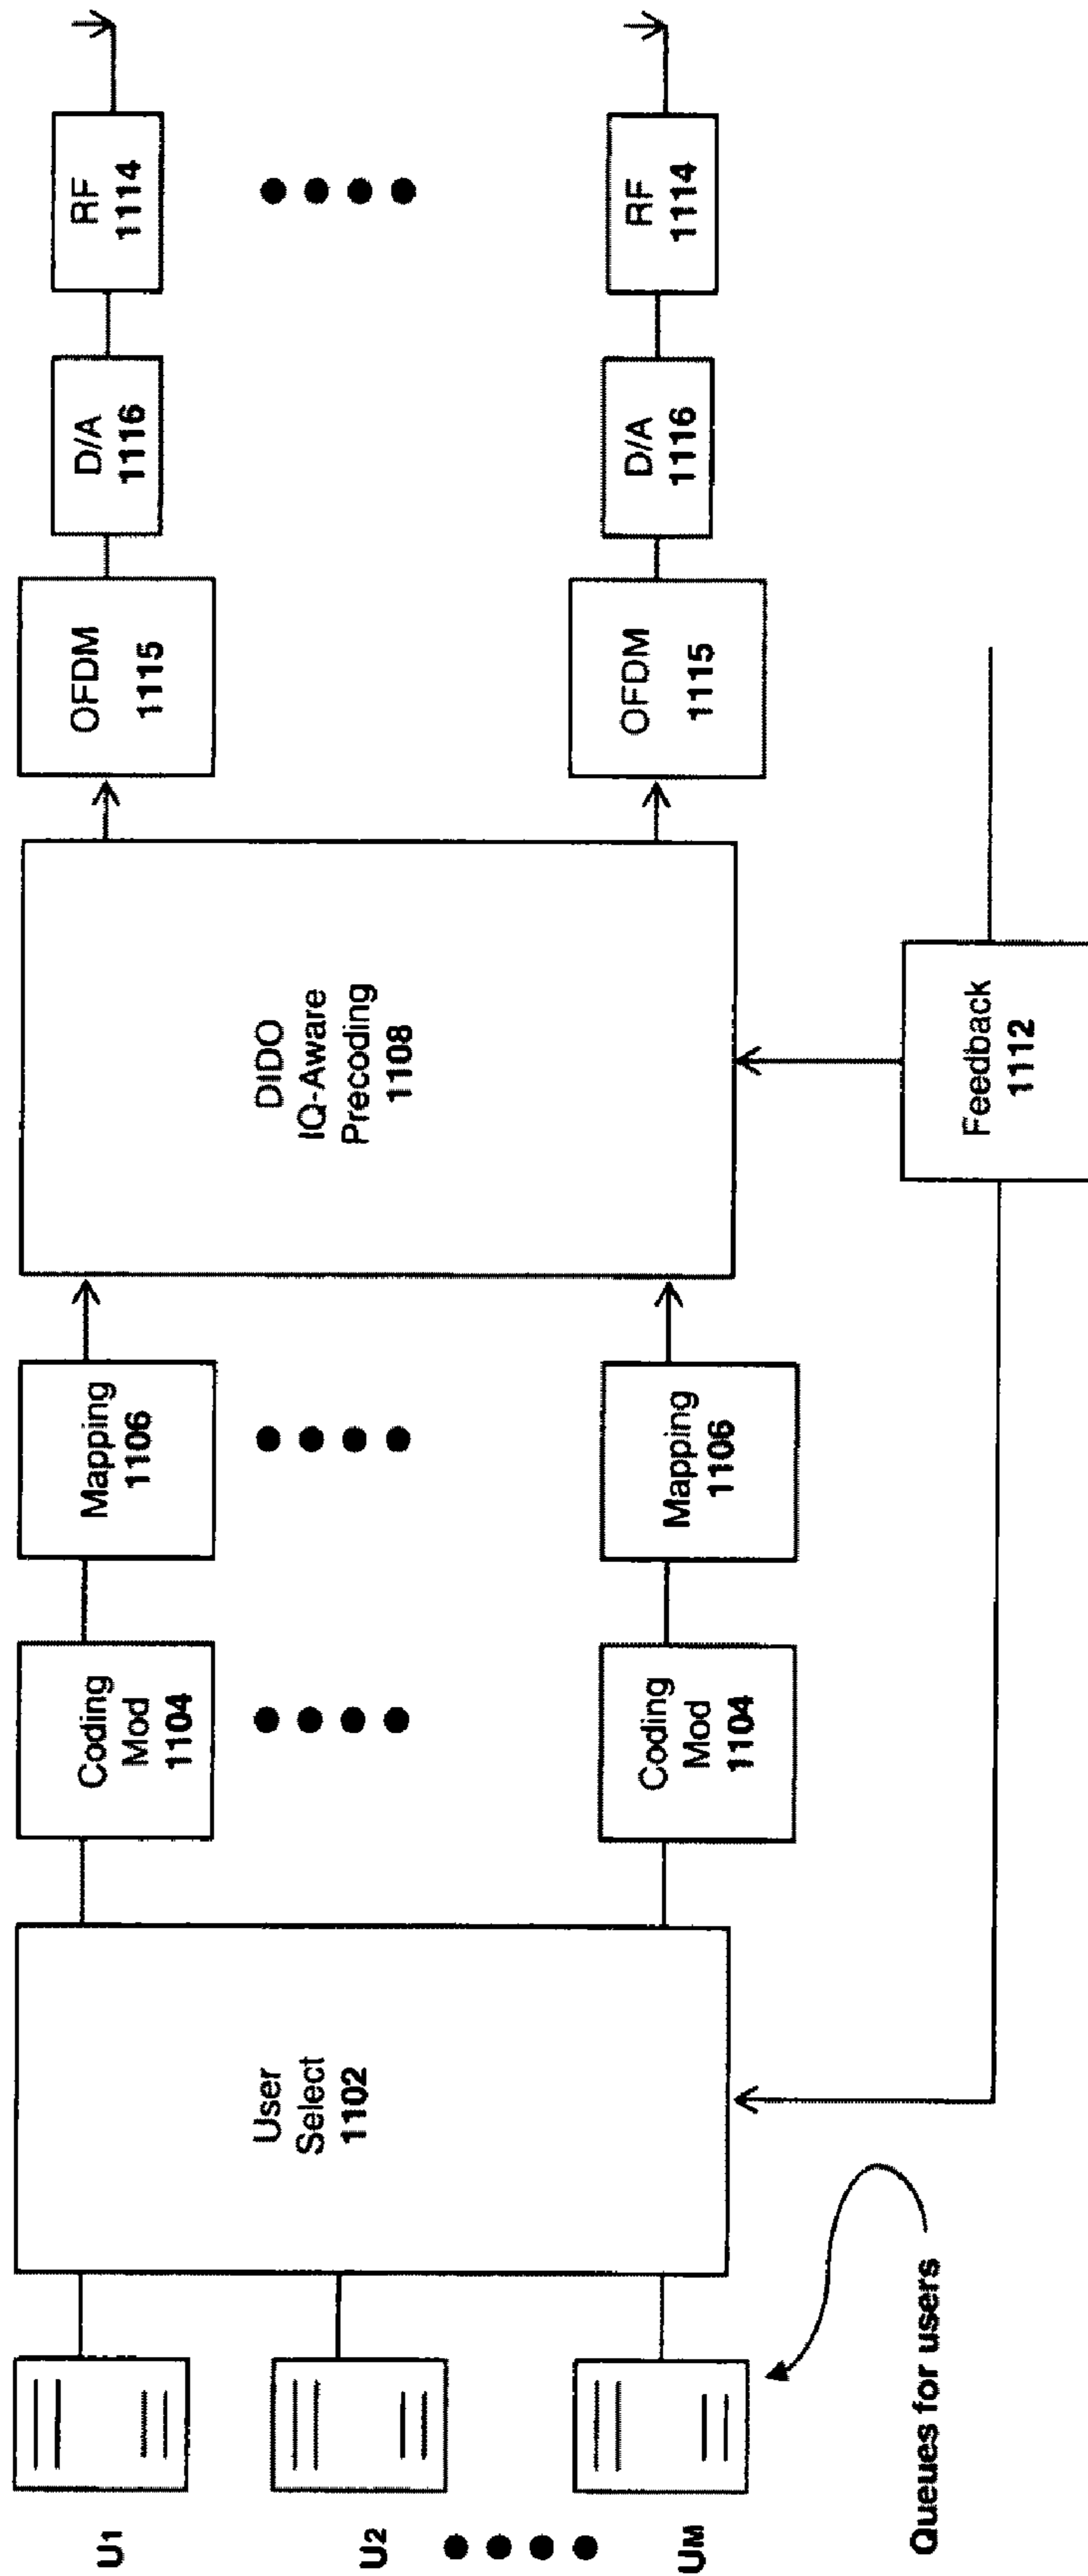 U1
U2
UM
Queues for users
User
Select
1102
Coding
Mod
1104
Coding
Mod
1104
Mapping
1106
Mapping
1106
DIDO
IQ-Aware
Precoding
1108
Feedback
1112
OFDM
1115
OFDM
1115
D/A
1116
D/A
1116
RF
1114
RF
1114